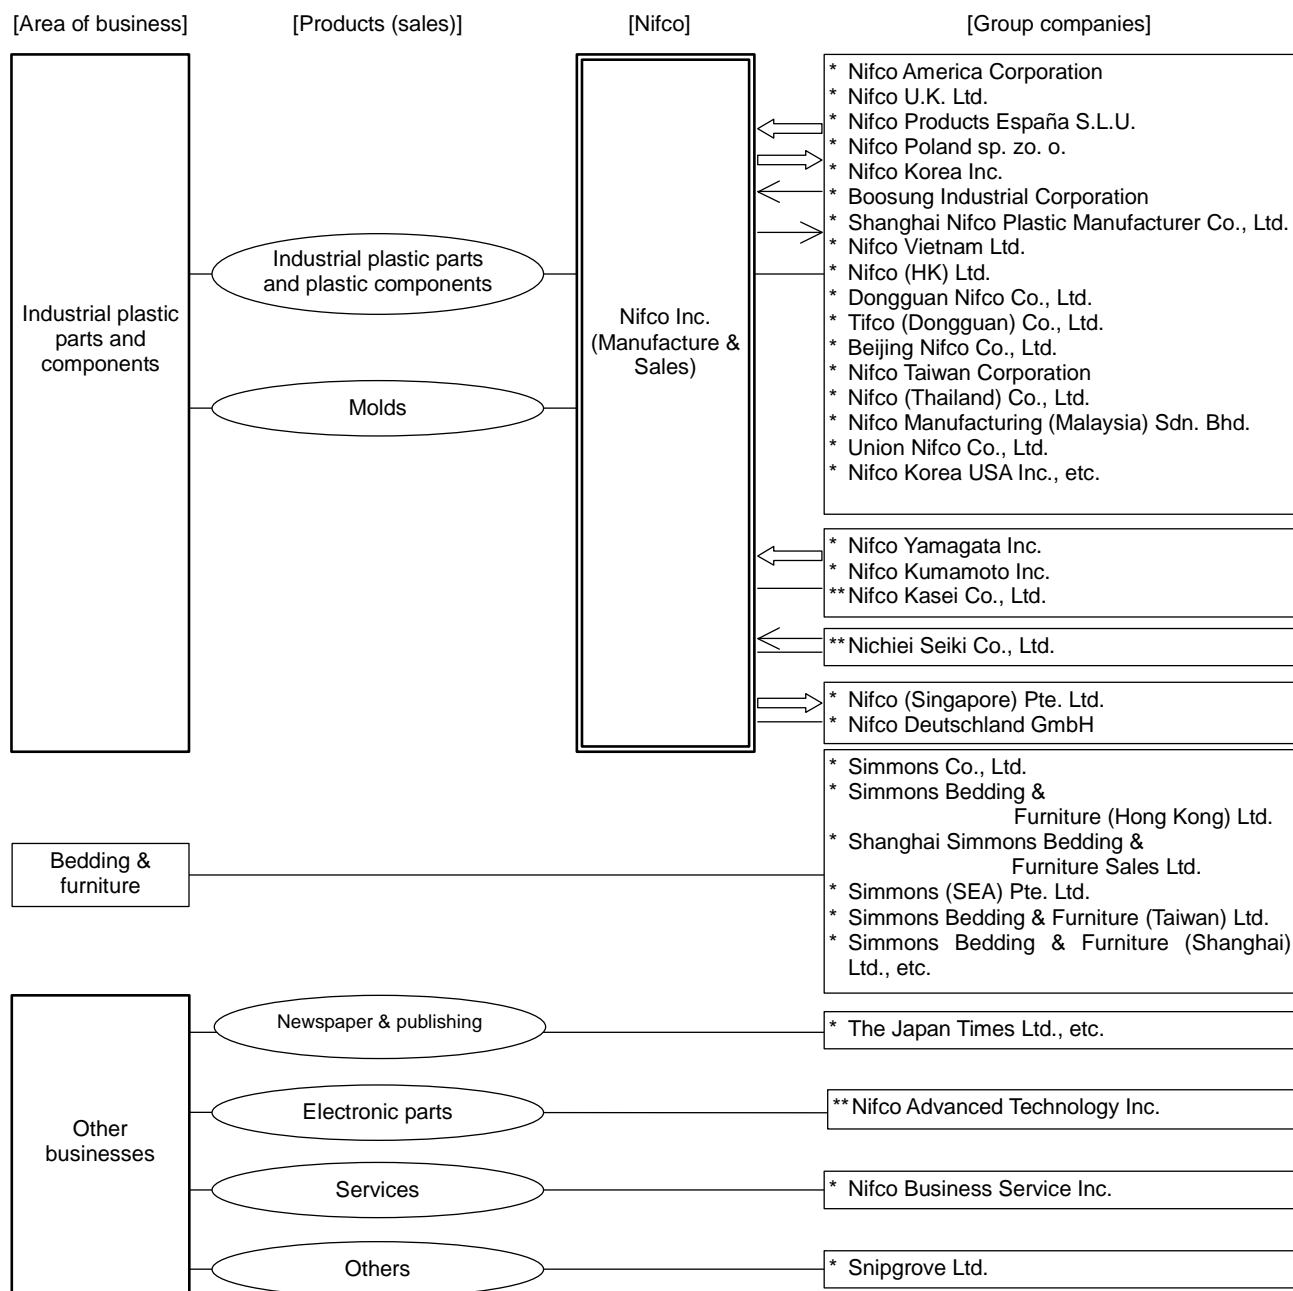 [Area of business]
[Products (sales)]
[Nifco]
[Group companies]
Industrial plastic
parts and
components
Industrial plastic parts
and plastic components
Molds
Nifco Inc.
(Manufacture &
Sales)
* Nifco America Corporation
* Nifco U.K. Ltd.
* Nifco Products España S.L.U.
* Nifco Poland sp. zo. o.
* Nifco Korea Inc.
* Boosung Industrial Corporation
* Shanghai Nifco Plastic Manufacturer Co., Ltd.
* Nifco Vietnam Ltd.
* Nifco (HK) Ltd.
* Dongguan Nifco Co., Ltd.
* Tifco (Dongguan) Co., Ltd.
* Beijing Nifco Co., Ltd.
* Nifco Taiwan Corporation
* Nifco (Thailand) Co., Ltd.
* Nifco Manufacturing (Malaysia) Sdn. Bhd.
* Union Nifco Co., Ltd.
* Nifco Korea USA Inc., etc.
* Nifco Yamagata Inc.
* Nifco Kumamoto Inc.
** Nifco Kasei Co., Ltd.
** Nichiei Seiki Co., Ltd.
* Nifco (Singapore) Pte. Ltd.
* Nifco Deutschland GmbH
Bedding &
furniture
* Simmons Co., Ltd.
* Simmons Bedding &
Furniture (Hong Kong) Ltd.
* Shanghai Simmons Bedding &
Furniture Sales Ltd.
* Simmons (SEA) Pte. Ltd.
* Simmons Bedding & Furniture (Taiwan) Ltd.
* Simmons Bedding & Furniture (Shanghai)
Ltd., etc.
Other
businesses
Newspaper & publishing
* The Japan Times Ltd., etc.
Electronic parts
** Nifco Advanced Technology Inc.
Services
* Nifco Business Service Inc.
Others
* Snipgrove Ltd.